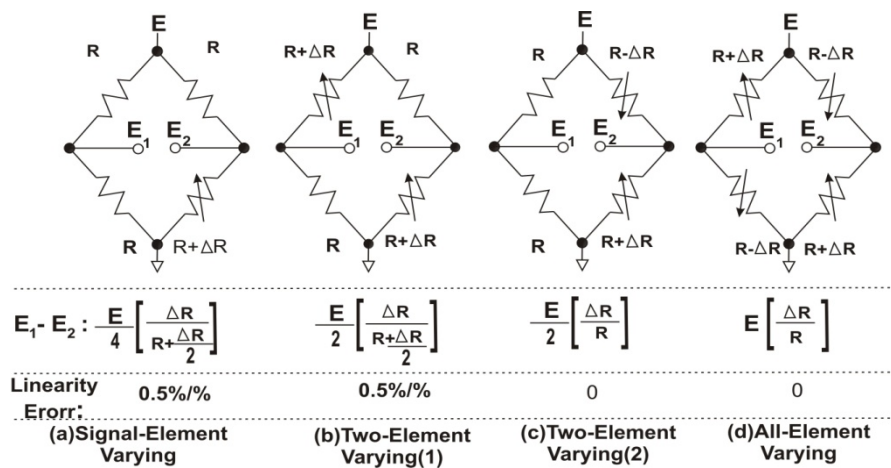 E E E E
R R R+ΔR R R R-ΔR R+ΔR R-ΔR
E1 E2 E1 E2 E1 E2 E1 E2
R R+ΔR R R+ΔR R R+ΔR R-ΔR R+ΔR
E1- E2 : E/4 [ΔR/(R+ΔR/2)] E/2 [ΔR/(R+ΔR/2)] E/2 [ΔR/R] E [ΔR/R]
Linearity
Erorr: 0.5%/% 0.5%/% 0 0
(a)Signal-Element (b)Two-Element (c)Two-Element (d)All-Element
Varying Varying(1) Varying(2) Varying